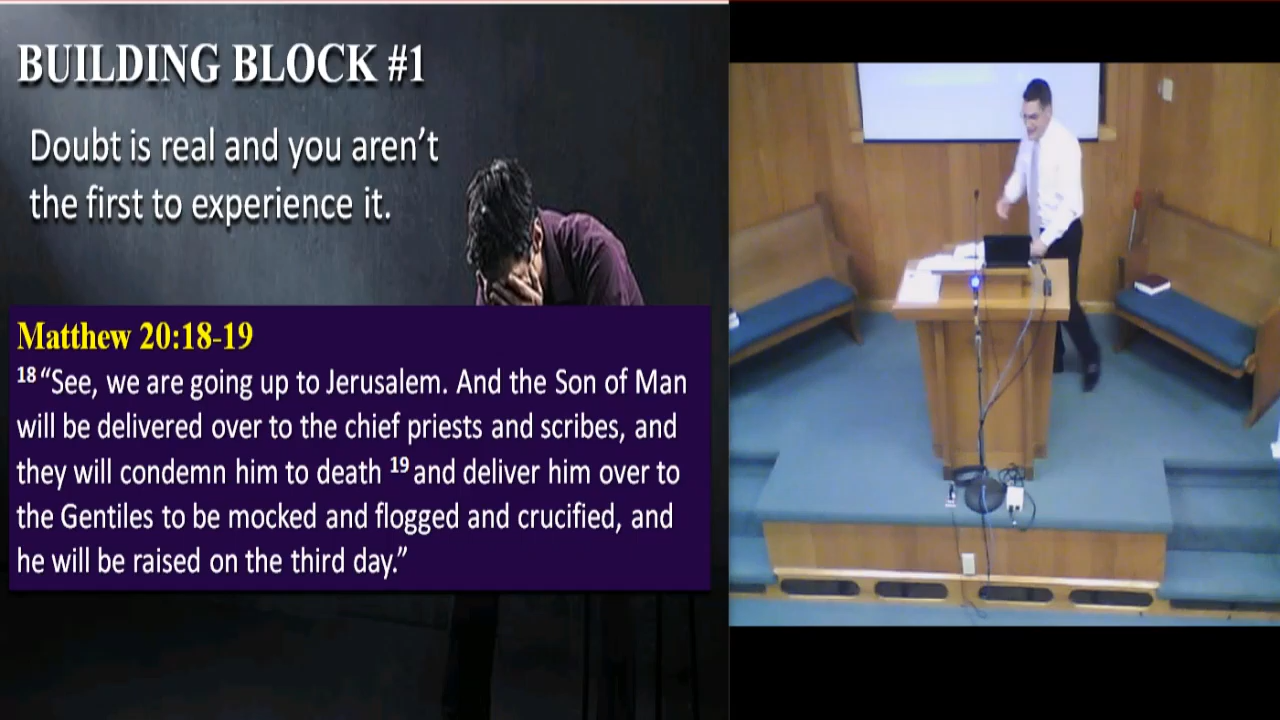 BUILDING BLOCK #1
Doubt is real and you aren’t
the first to experience it.
Matthew 20:18-19
18 “See, we are going up to Jerusalem. And the Son of Man
will be delivered over to the chief priests and scribes, and
they will condemn him to death 19 and deliver him over to
the Gentiles to be mocked and flogged and crucified, and
he will be raised on the third day.”